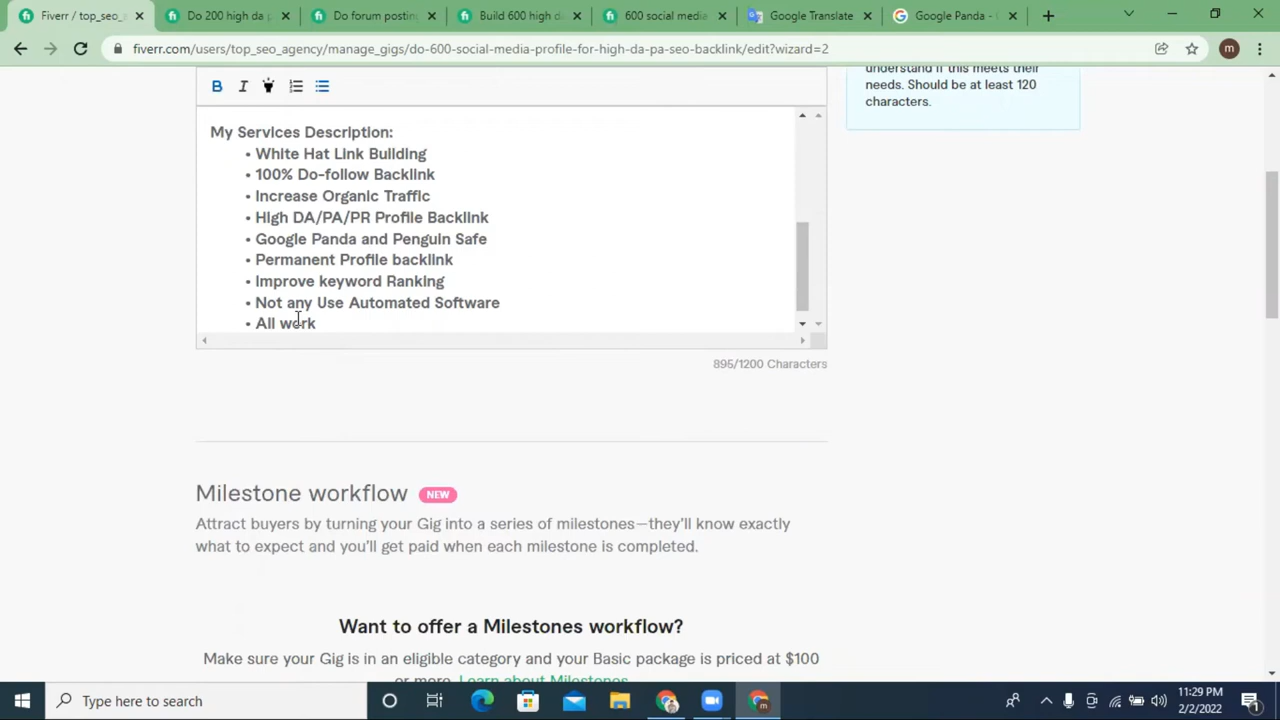 Fiverr / top_seo_a
Do 200 high da p
Do forum postin
Build 600 high d
600 social media
Google Translate
Google Panda - G
fiverr.com/users/top_seo_agency/manage_gigs/do-600-social-media-profile-for-high-da-pa-seo-backlink/edit?wizard=2
m
B I
understand if this meets their
needs. Should be at least 120
characters.
My Services Description:
• White Hat Link Building
• 100% Do-follow Backlink
• Increase Organic Traffic
• High DA/PA/PR Profile Backlink
• Google Panda and Penguin Safe
• Permanent Profile backlink
• Improve keyword Ranking
• Not any Use Automated Software
• All work
895/1200 Characters
Milestone workflow NEW
Attract buyers by turning your Gig into a series of milestones—they'll know exactly
what to expect and you'll get paid when each milestone is completed.
Want to offer a Milestones workflow?
Make sure your Gig is in an eligible category and your Basic package is priced at $100
or more. Learn about Milestones
Type here to search
11:29 PM
2/2/2022